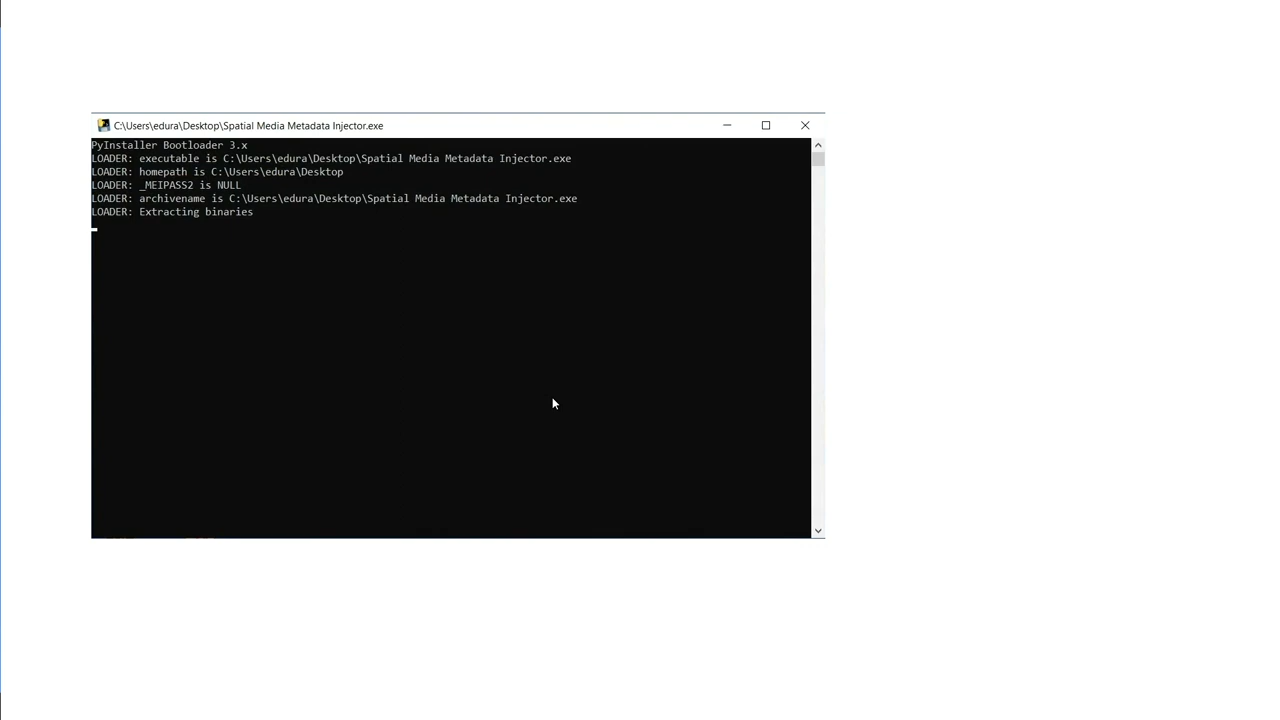 C:\Users\edura\Desktop\Spatial Media Metadata Injector.exe
PyInstaller Bootloader 3.x
LOADER: executable is C:\Users\edura\Desktop\Spatial Media Metadata Injector.exe
LOADER: homepath is C:\Users\edura\Desktop
LOADER: _MEIPASS2 is NULL
LOADER: archivename is C:\Users\edura\Desktop\Spatial Media Metadata Injector.exe
LOADER: Extracting binaries